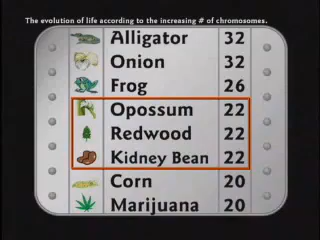 The evolution of life according to the increasing # of chromosomes.
Alligator 32
Onion 32
Frog 26
Opossum 22
Redwood 22
Kidney Bean 22
Corn 20
Marijuana 20